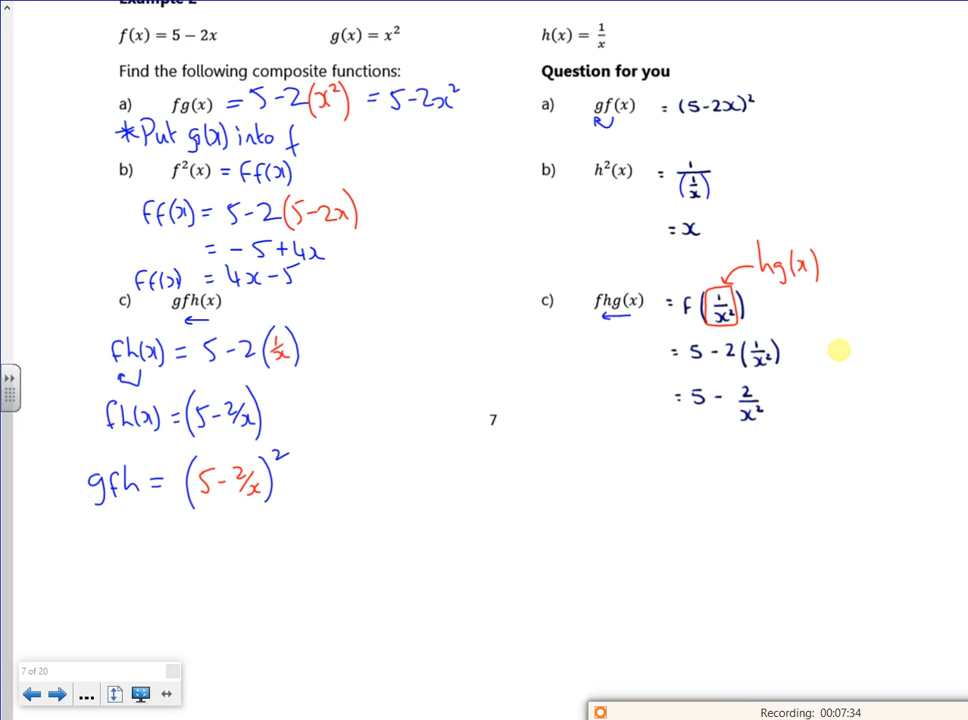 Example 2
f(x) = 5 − 2x
g(x) = x²
h(x) = 1/x
Find the following composite functions:
a) fg(x) = 5 − 2(x²) = 5 − 2x²
*Put g(x) into f
b) f²(x) = ff(x)
ff(x) = 5 − 2(5 − 2x)
= − 5 + 4x
ff(x) = 4x − 5
c) gfh(x)
fh(x) = 5 − 2(1/x)
fh(x) = (5 − 2/x)
gfh = (5 − 2/x)²
Question for you
a) gf(x) = (5 − 2x)²
b) h²(x) = 1/(1/x)
= x
hg(x)
c) fhg(x) = f(1/x²)
= 5 − 2(1/x²)
= 5 − 2/x²
7
7 of 20
...
Recording: 00:07:34